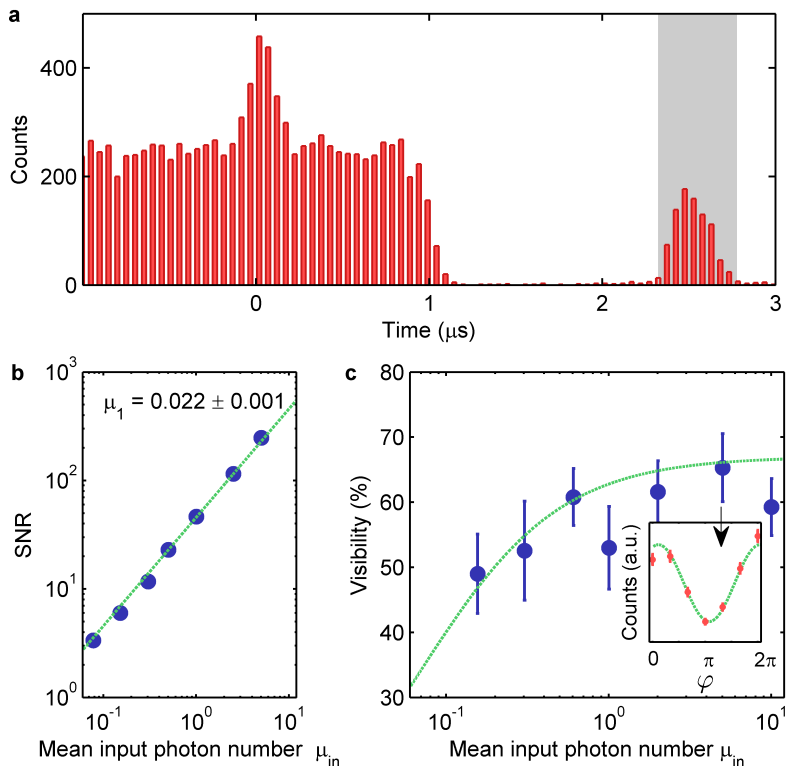 a
400
200
0
Counts
0
1
2
3
Time (μs)
b
10³
10²
10¹
10⁰
SNR
μ₁ = 0.022 ± 0.001
10⁻¹
10⁰
10¹
Mean input photon number μ_in
c
80
70
60
50
40
30
Visibility (%)
Counts (a.u.)
0
π
2π
φ
10⁻¹
10⁰
10¹
Mean input photon number μ_in